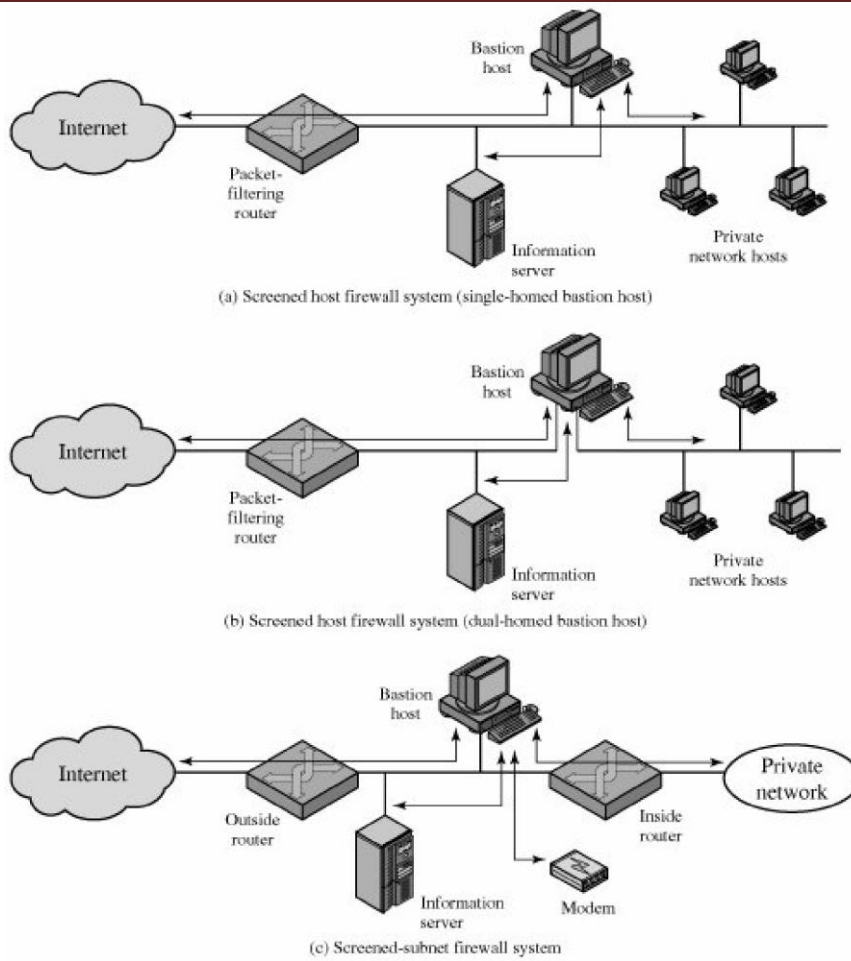 Bastion
host
Internet
Packet-
filtering
router
Information
server
Private
network hosts
(a) Screened host firewall system (single-homed bastion host)
Bastion
host
Internet
Packet-
filtering
router
Information
server
Private
network hosts
(b) Screened host firewall system (dual-homed bastion host)
Bastion
host
Internet
Private
network
Outside
router
Inside
router
Information
server
Modem
(c) Screened-subnet firewall system